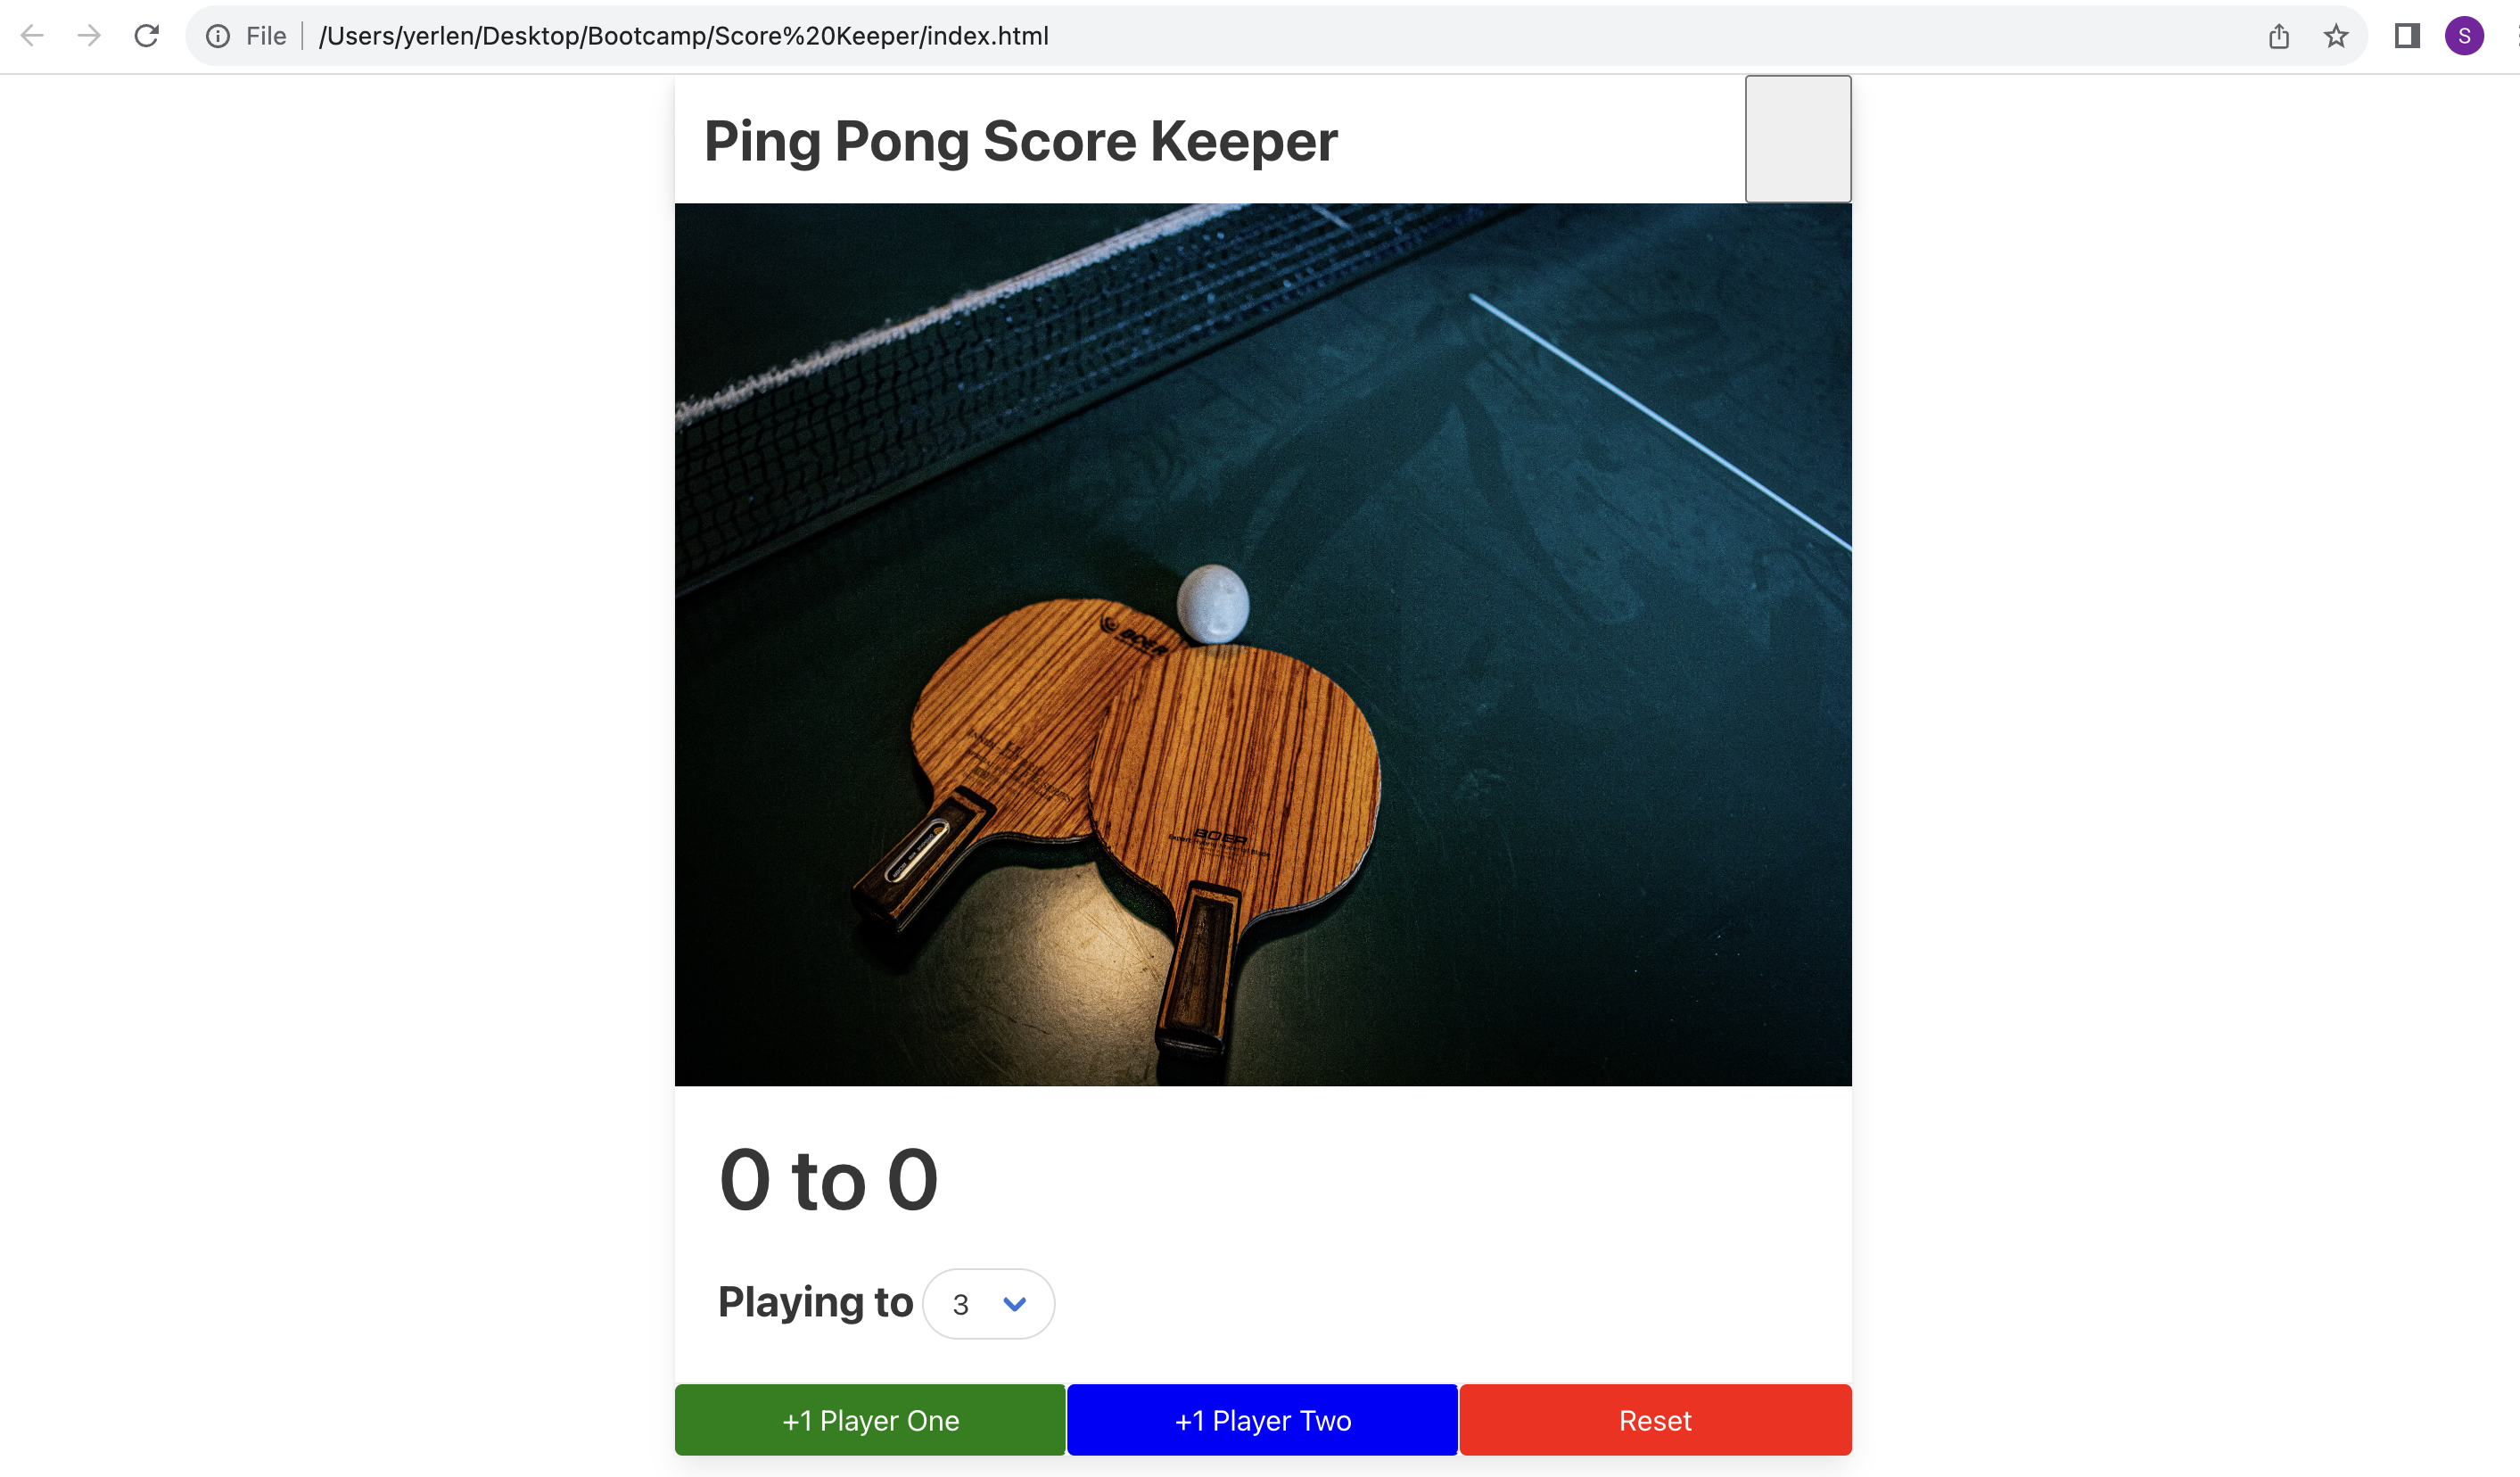 File
/Users/yerlen/Desktop/Bootcamp/Score%20Keeper/index.html
S
Ping Pong Score Keeper
BOER
BOER
0 to 0
Playing to 3
+1 Player One
+1 Player Two
Reset